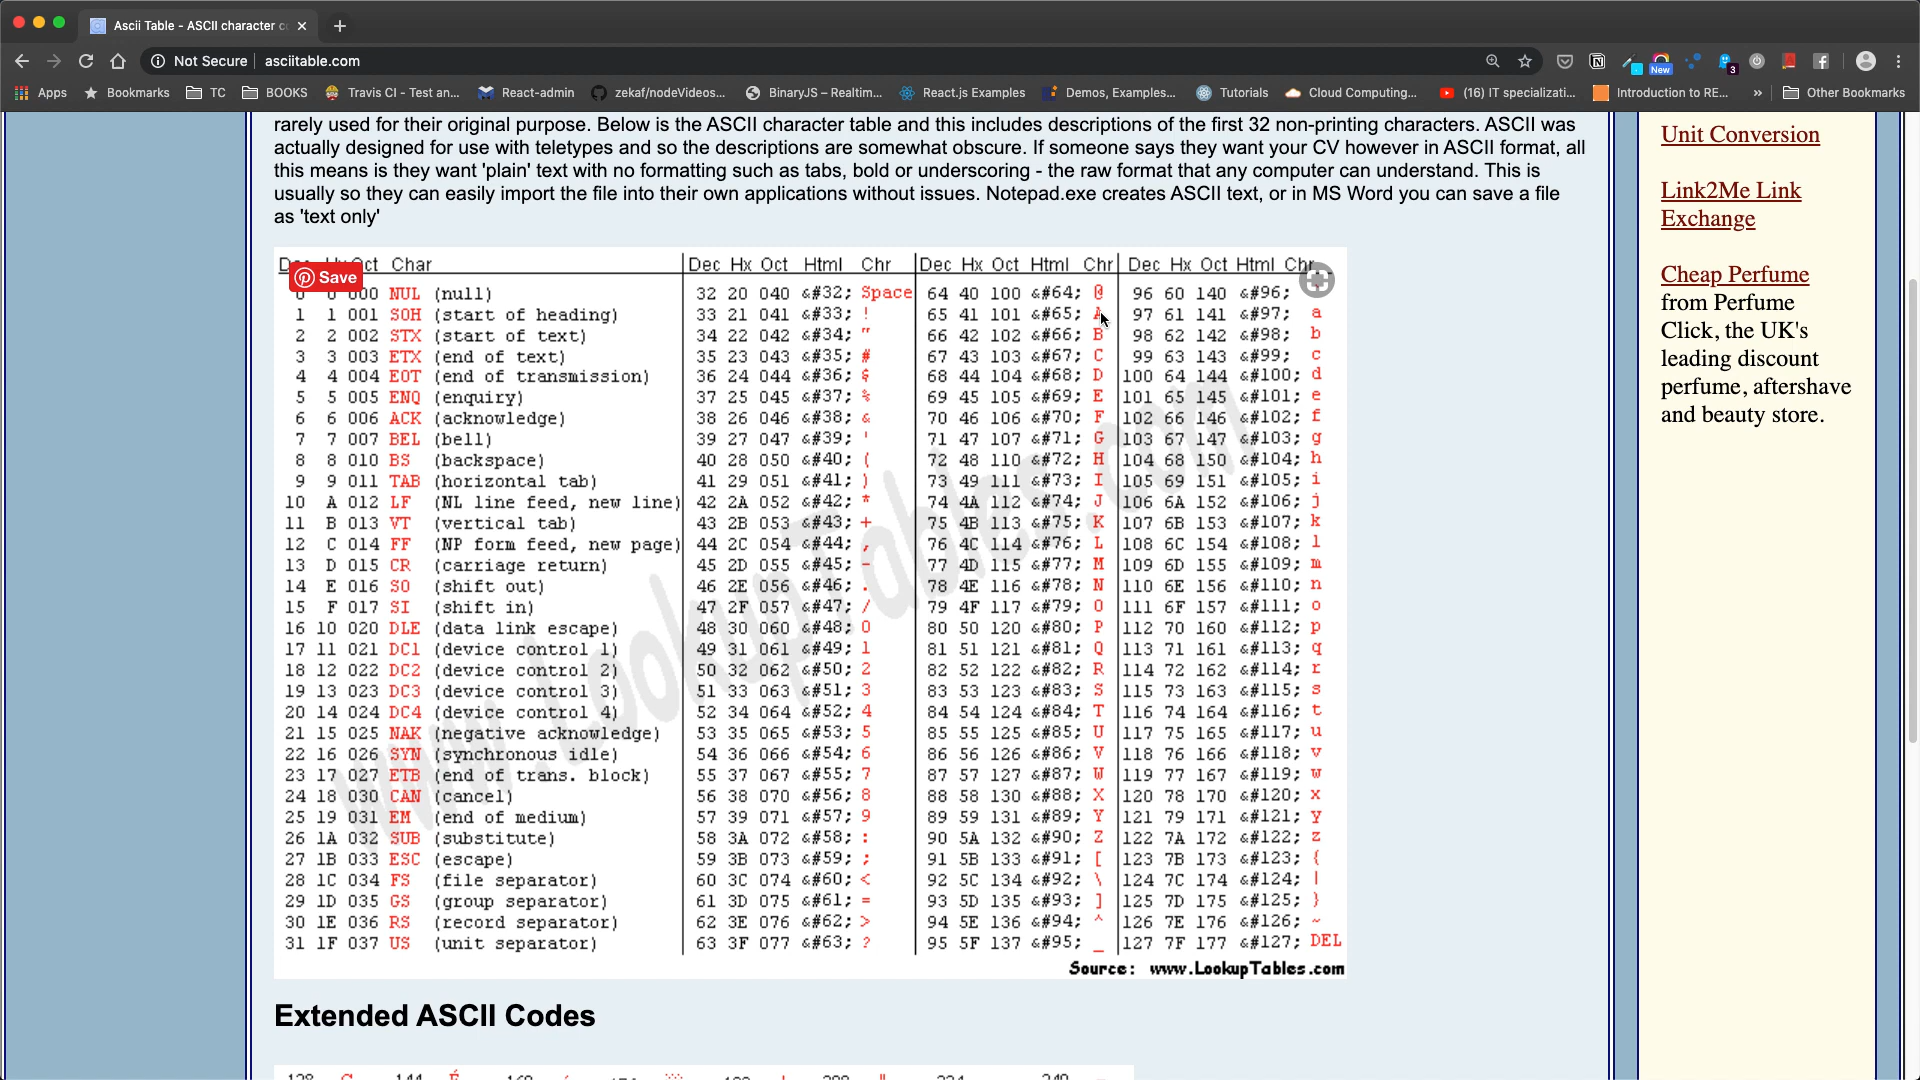 Ascii Table - ASCII character c
Not Secure | asciitable.com
New
3
Apps Bookmarks TC BOOKS Travis CI - Test an... React-admin zekaf/nodeVideos... BinaryJS – Realtim... React.js Examples Demos, Examples... Tutorials Cloud Computing... (16) IT specializati... Introduction to RE... » Other Bookmarks
rarely used for their original purpose. Below is the ASCII character table and this includes descriptions of the first 32 non-printing characters. ASCII was
actually designed for use with teletypes and so the descriptions are somewhat obscure. If someone says they want your CV however in ASCII format, all
this means is they want 'plain' text with no formatting such as tabs, bold or underscoring - the raw format that any computer can understand. This is
usually so they can easily import the file into their own applications without issues. Notepad.exe creates ASCII text, or in MS Word you can save a file
as 'text only'
Save
Oct Char Dec Hx Oct Html Chr Dec Hx Oct Html Chr Dec Hx Oct Html Chr
0 0 000 NUL (null) 32 20 040 &#32; Space 64 40 100 &#64; @ 96 60 140 &#96;
1 1 001 SOH (start of heading) 33 21 041 &#33; ! 65 41 101 &#65; A 97 61 141 &#97; a
2 2 002 STX (start of text) 34 22 042 &#34; " 66 42 102 &#66; B 98 62 142 &#98; b
3 3 003 ETX (end of text) 35 23 043 &#35; # 67 43 103 &#67; C 99 63 143 &#99; c
4 4 004 EOT (end of transmission) 36 24 044 &#36; $ 68 44 104 &#68; D 100 64 144 &#100; d
5 5 005 ENQ (enquiry) 37 25 045 &#37; % 69 45 105 &#69; E 101 65 145 &#101; e
6 6 006 ACK (acknowledge) 38 26 046 &#38; & 70 46 106 &#70; F 102 66 146 &#102; f
7 7 007 BEL (bell) 39 27 047 &#39; ' 71 47 107 &#71; G 103 67 147 &#103; g
8 8 010 BS (backspace) 40 28 050 &#40; ( 72 48 110 &#72; H 104 68 150 &#104; h
9 9 011 TAB (horizontal tab) 41 29 051 &#41; ) 73 49 111 &#73; I 105 69 151 &#105; i
10 A 012 LF (NL line feed, new line) 42 2A 052 &#42; * 74 4A 112 &#74; J 106 6A 152 &#106; j
11 B 013 VT (vertical tab) 43 2B 053 &#43; + 75 4B 113 &#75; K 107 6B 153 &#107; k
12 C 014 FF (NP form feed, new page) 44 2C 054 &#44; , 76 4C 114 &#76; L 108 6C 154 &#108; l
13 D 015 CR (carriage return) 45 2D 055 &#45; - 77 4D 115 &#77; M 109 6D 155 &#109; m
14 E 016 SO (shift out) 46 2E 056 &#46; . 78 4E 116 &#78; N 110 6E 156 &#110; n
15 F 017 SI (shift in) 47 2F 057 &#47; / 79 4F 117 &#79; O 111 6F 157 &#111; o
16 10 020 DLE (data link escape) 48 30 060 &#48; 0 80 50 120 &#80; P 112 70 160 &#112; p
17 11 021 DC1 (device control 1) 49 31 061 &#49; 1 81 51 121 &#81; Q 113 71 161 &#113; q
18 12 022 DC2 (device control 2) 50 32 062 &#50; 2 82 52 122 &#82; R 114 72 162 &#114; r
19 13 023 DC3 (device control 3) 51 33 063 &#51; 3 83 53 123 &#83; S 115 73 163 &#115; s
20 14 024 DC4 (device control 4) 52 34 064 &#52; 4 84 54 124 &#84; T 116 74 164 &#116; t
21 15 025 NAK (negative acknowledge) 53 35 065 &#53; 5 85 55 125 &#85; U 117 75 165 &#117; u
22 16 026 SYN (synchronous idle) 54 36 066 &#54; 6 86 56 126 &#86; V 118 76 166 &#118; v
23 17 027 ETB (end of trans. block) 55 37 067 &#55; 7 87 57 127 &#87; W 119 77 167 &#119; w
24 18 030 CAN (cancel) 56 38 070 &#56; 8 88 58 130 &#88; X 120 78 170 &#120; x
25 19 031 EM (end of medium) 57 39 071 &#57; 9 89 59 131 &#89; Y 121 79 171 &#121; y
26 1A 032 SUB (substitute) 58 3A 072 &#58; : 90 5A 132 &#90; Z 122 7A 172 &#122; z
27 1B 033 ESC (escape) 59 3B 073 &#59; ; 91 5B 133 &#91; [ 123 7B 173 &#123; {
28 1C 034 FS (file separator) 60 3C 074 &#60; < 92 5C 134 &#92; \ 124 7C 174 &#124; |
29 1D 035 GS (group separator) 61 3D 075 &#61; = 93 5D 135 &#93; ] 125 7D 175 &#125; }
30 1E 036 RS (record separator) 62 3E 076 &#62; > 94 5E 136 &#94; ^ 126 7E 176 &#126; ~
31 1F 037 US (unit separator) 63 3F 077 &#63; ? 95 5F 137 &#95; _ 127 7F 177 &#127; DEL
www.LookupTables.com
Source: www.LookupTables.com
Extended ASCII Codes
Unit Conversion
Link2Me Link
Exchange
Cheap Perfume
from Perfume
Click, the UK's
leading discount
perfume, aftershave
and beauty store.